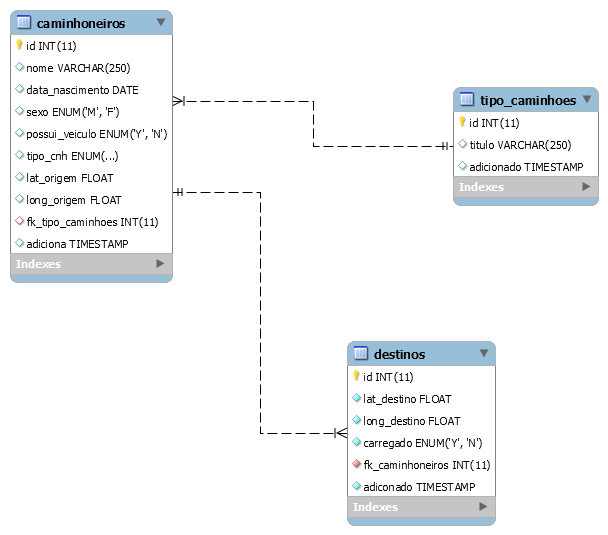 caminhoneiros
id INT(11)
nome VARCHAR(250)
data_nascimento DATE
sexo ENUM('M', 'F')
possui_veiculo ENUM('Y', 'N')
tipo_cnh ENUM(...)
lat_origem FLOAT
long_origem FLOAT
fk_tipo_caminhoes INT(11)
adiciona TIMESTAMP
Indexes
tipo_caminhoes
id INT(11)
titulo VARCHAR(250)
adicionado TIMESTAMP
Indexes
destinos
id INT(11)
lat_destino FLOAT
long_destino FLOAT
carregado ENUM('Y', 'N')
fk_caminhoneiros INT(11)
adiconado TIMESTAMP
Indexes